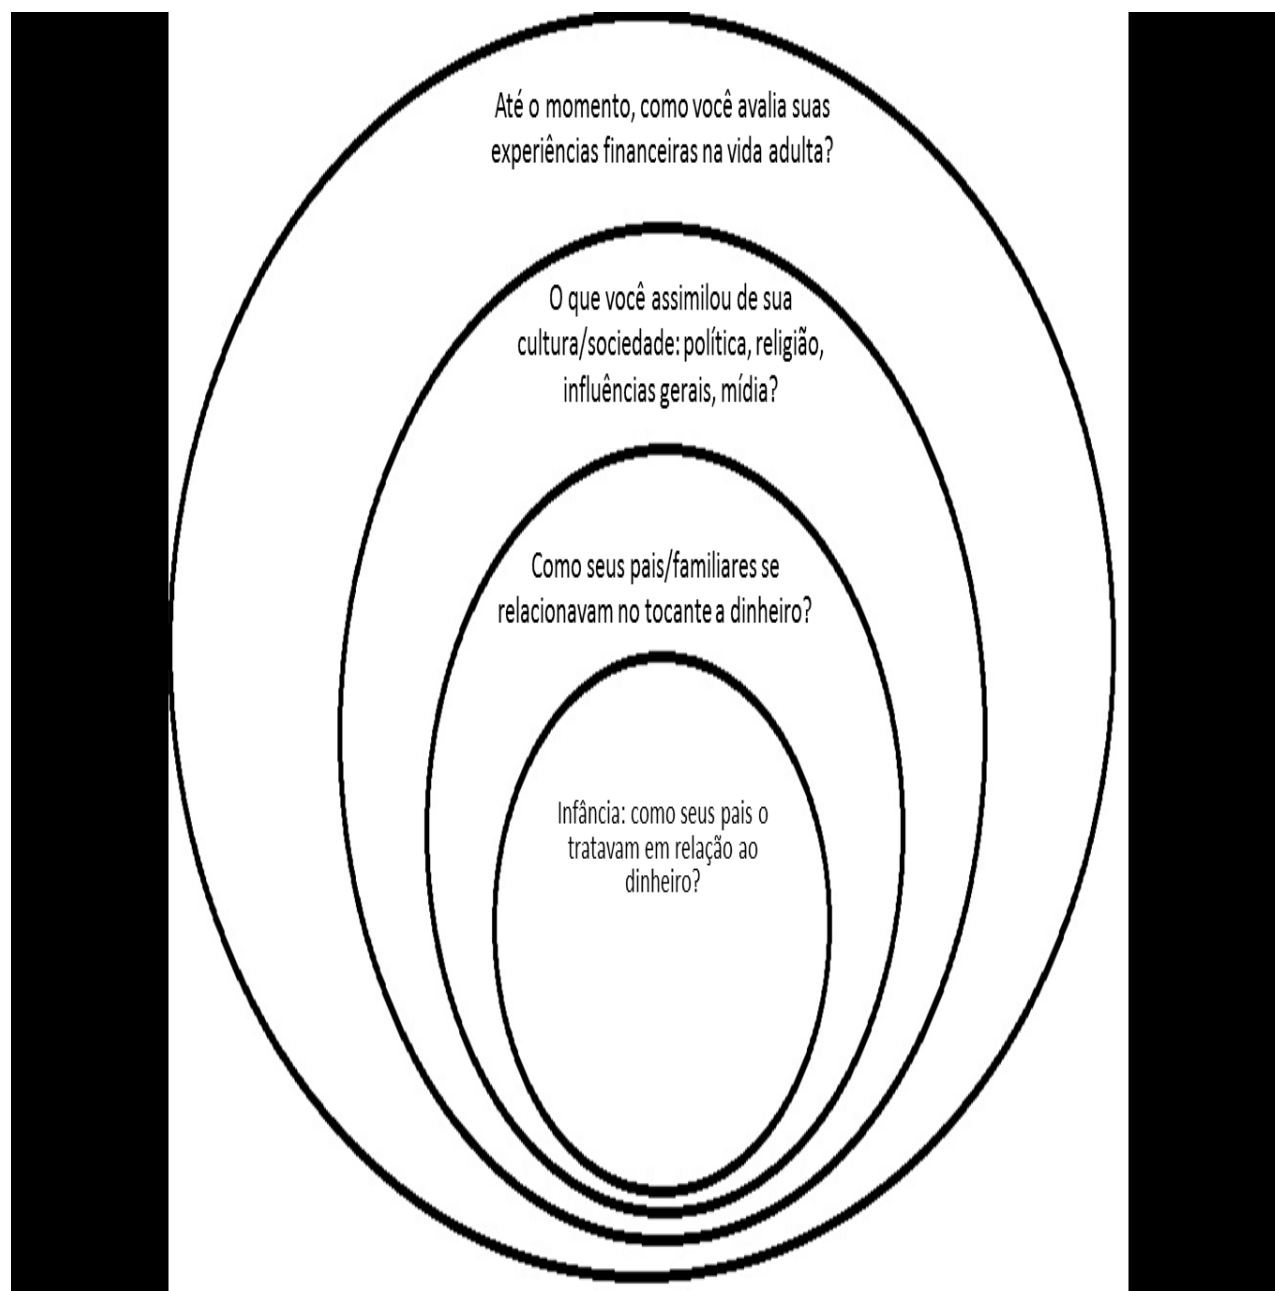 Até o momento, como você avalia suas
experiências financeiras na vida adulta?
O que você assimilou de sua
cultura/sociedade: política, religião,
influências gerais, mídia?
Como seus pais/familiares se
relacionavam no tocante a dinheiro?
Infância: como seus pais o
tratavam em relação ao
dinheiro?